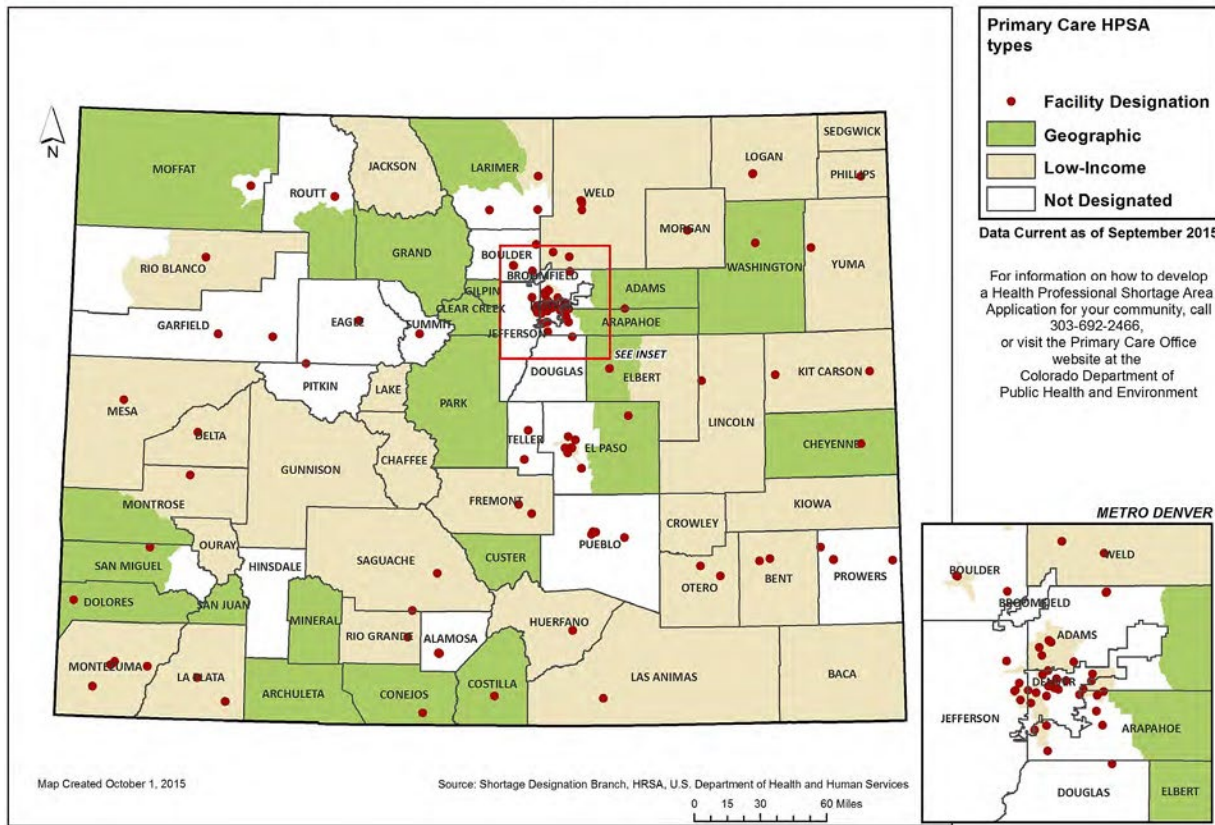 Primary Care HPSA
types
Facility Designation
Geographic
Low-Income
Not Designated
Data Current as of September 2015
For information on how to develop
a Health Professional Shortage Area
Application for your community, call
303-692-2466,
or visit the Primary Care Office
website at the
Colorado Department of
Public Health and Environment
N
MOFFAT
ROUTT
JACKSON
LARIMER
WELD
LOGAN
SEDGWICK
PHILLIPS
MORGAN
WASHINGTON
YUMA
RIO BLANCO
GRAND
BOULDER
BROOMFIELD
GILPIN
CLEAR CREEK
ADAMS
ARAPAHOE
GARFIELD
EAGLE
SUMMIT
JEFFERSON
SEE INSET
DOUGLAS
ELBERT
KIT CARSON
PITKIN
LAKE
PARK
MESA
DELTA
CHAFFEE
TELLER
EL PASO
LINCOLN
CHEYENNE
GUNNISON
MONTROSE
FREMONT
KIOWA
CROWLEY
OURAY
PUEBLO
SAN MIGUEL
HINSDALE
SAGUACHE
CUSTER
OTERO
BENT
PROWERS
DOLORES
SAN JUAN
MINERAL
RIO GRANDE
ALAMOSA
HUERFANO
MONTEZUMA
LA PLATA
ARCHULETA
CONEJOS
COSTILLA
LAS ANIMAS
BACA
METRO DENVER
WELD
BOULDER
BROOMFIELD
ADAMS
DENVER
JEFFERSON
ARAPAHOE
DOUGLAS
ELBERT
Map Created October 1, 2015
Source: Shortage Designation Branch, HRSA, U.S. Department of Health and Human Services
0 15 30 60 Miles